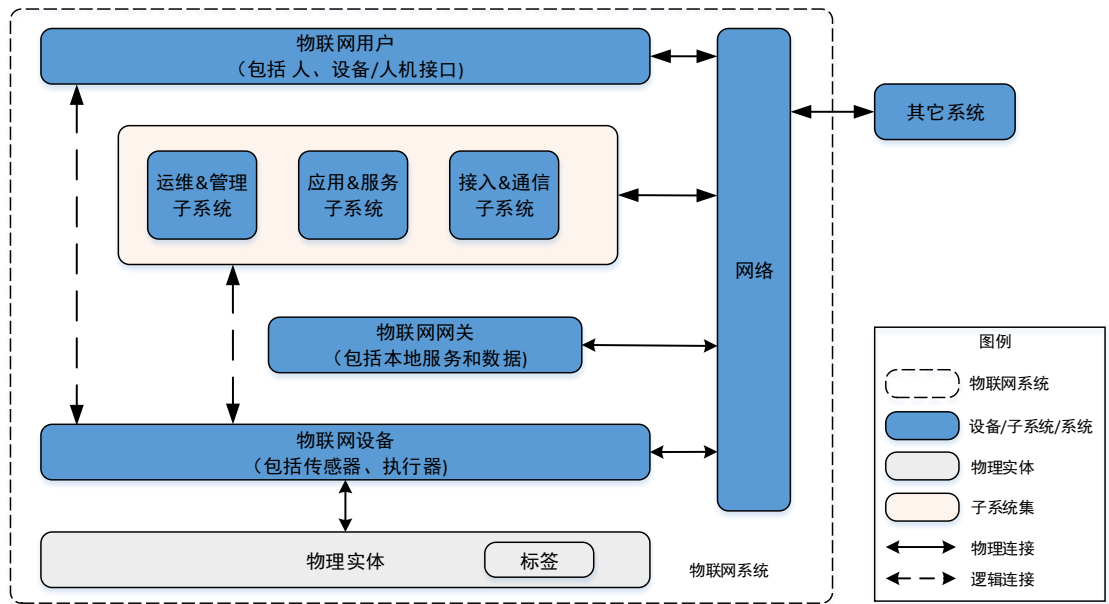 物联网用户
（包括 人、设备/人机接口)
其它系统
运维&管理
子系统
应用&服务
子系统
接入&通信
子系统
网络
物联网网关
（包括本地服务和数据)
物联网设备
（包括传感器、执行器)
物理实体
标签
物联网系统
图例
物联网系统
设备/子系统/系统
物理实体
子系统集
物理连接
逻辑连接